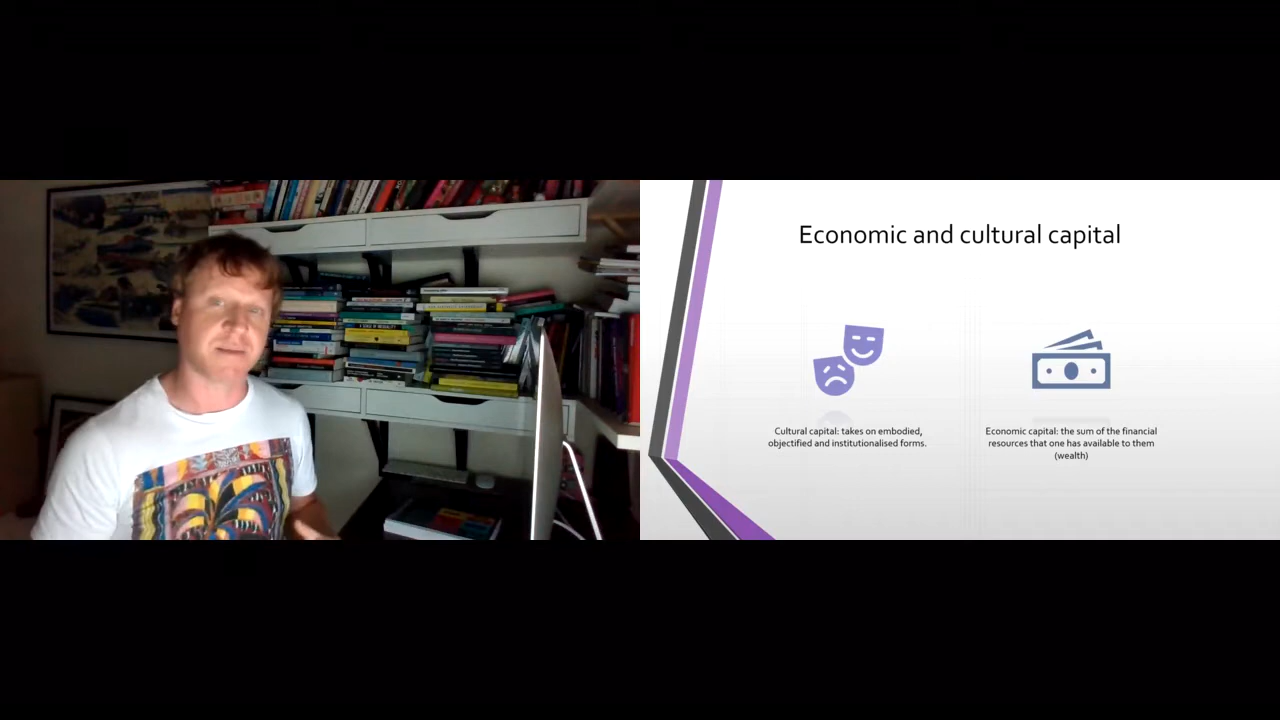 Economic and cultural capital
Cultural capital: takes on embodied,
objectified and institutionalised forms.
Economic capital: the sum of the financial
resources that one has available to them
(wealth)